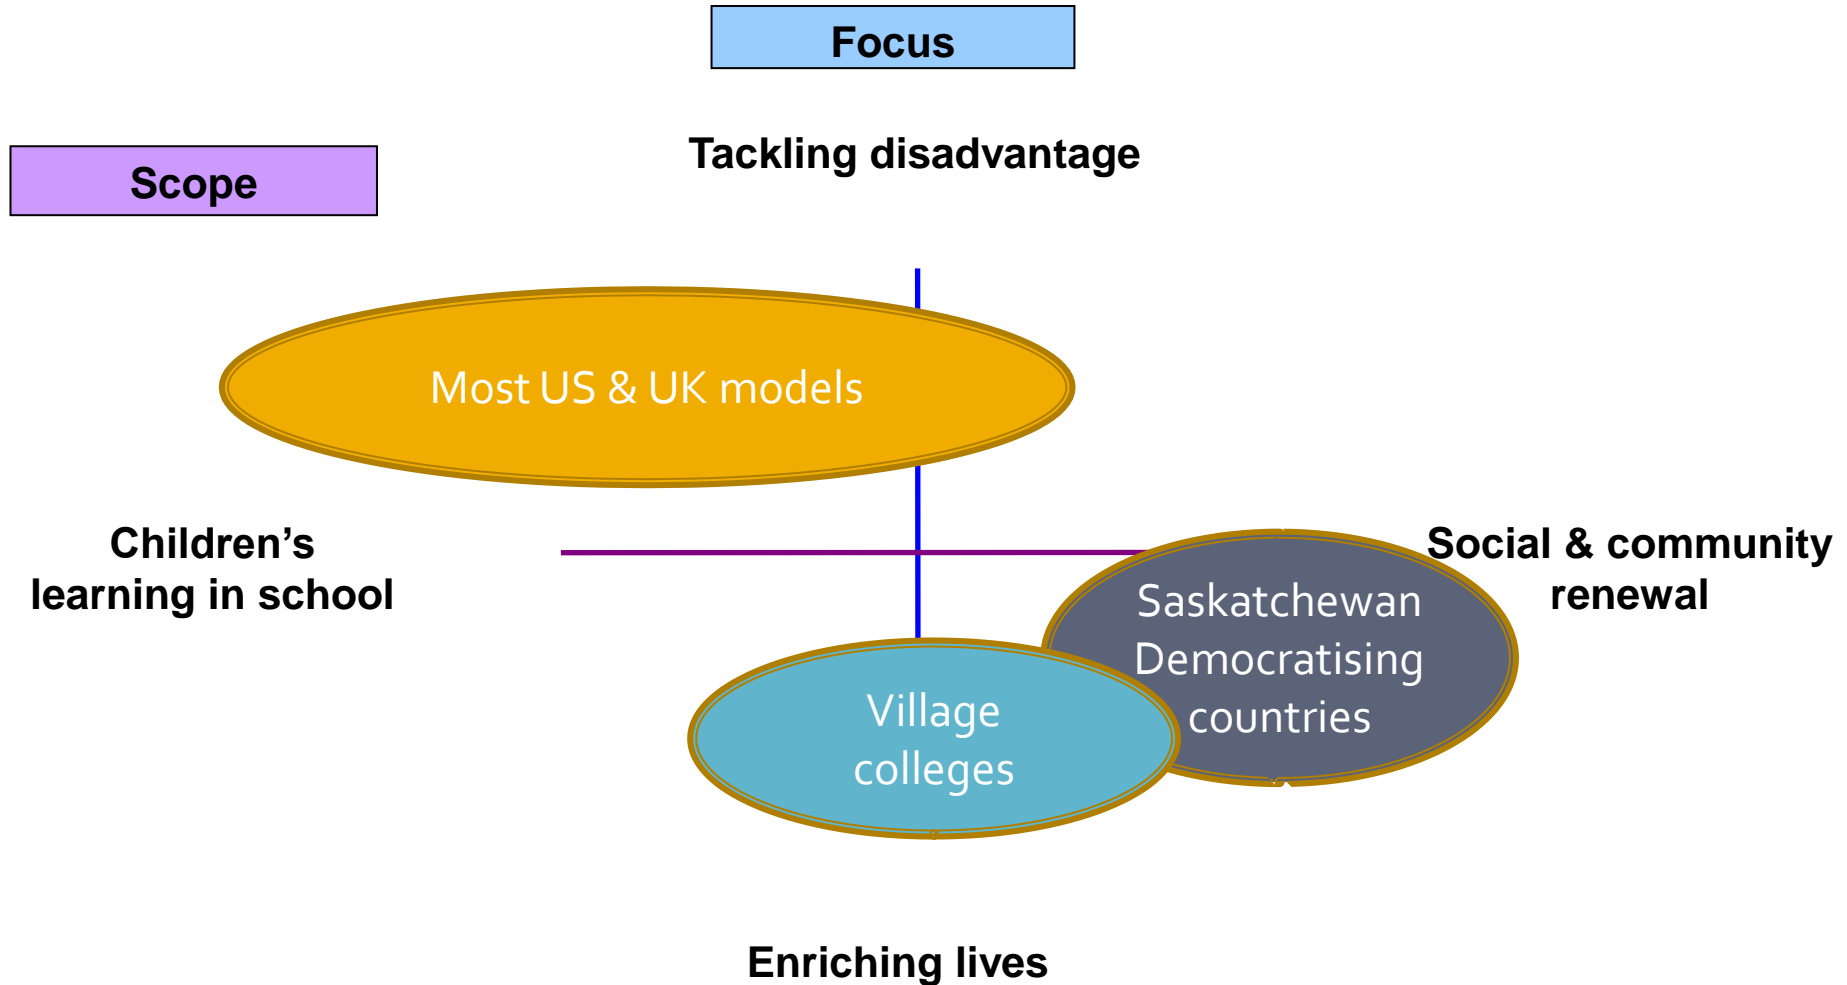 Focus
Tackling disadvantage
Scope
Most US & UK models
Children’s
learning in school
Social & community
renewal
Saskatchewan
Democratising
countries
Village
colleges
Enriching lives